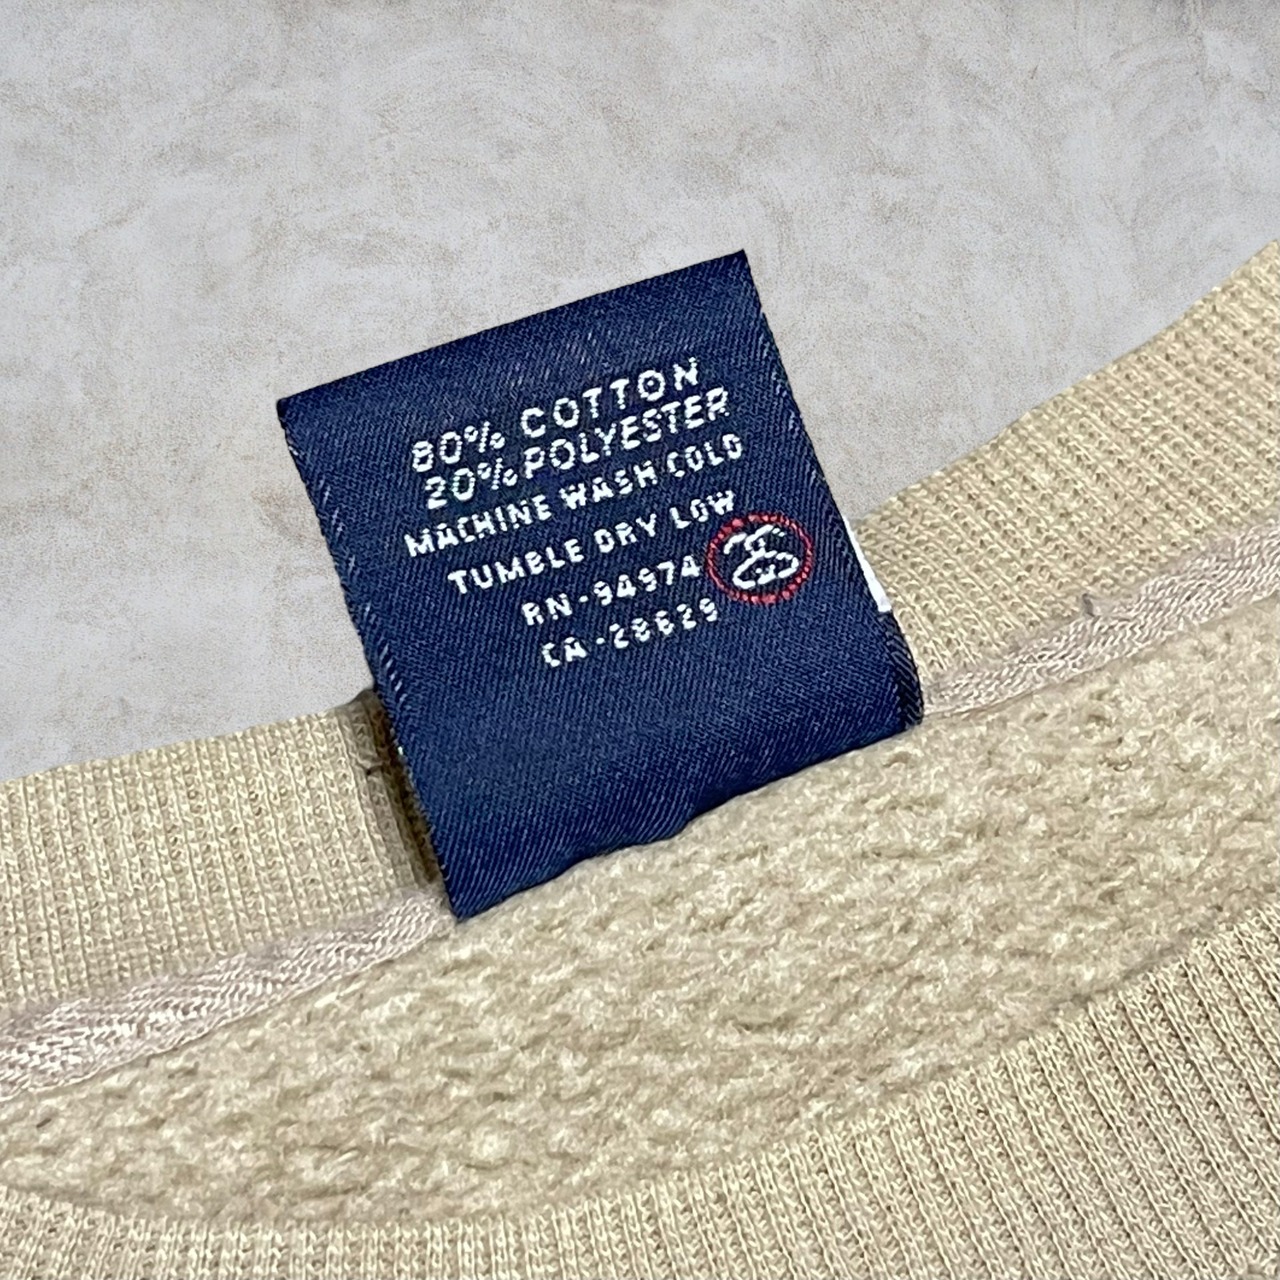 80% COTTON
20% POLYESTER
MACHINE WASH COLD
TUMBLE DRY LOW
RN-94974
CA-28629